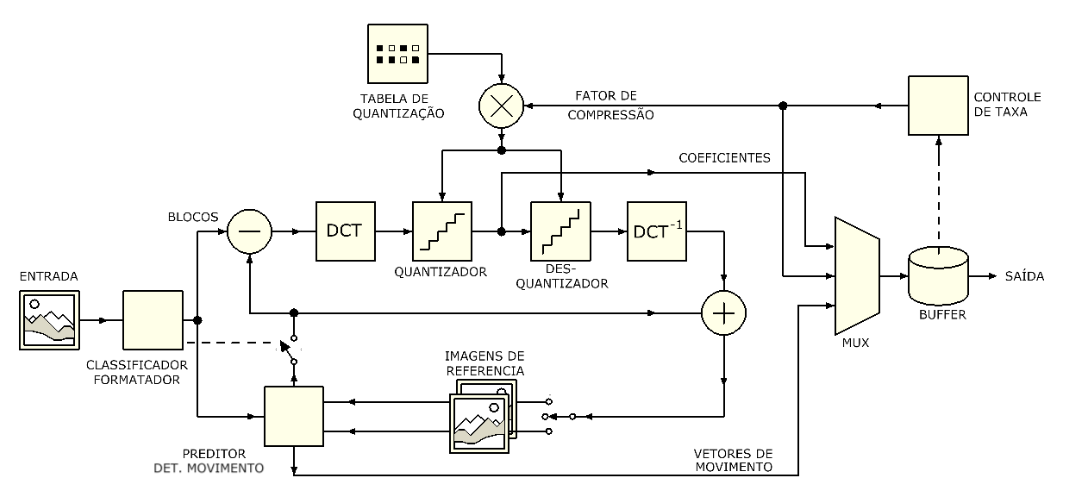 TABELA DE
QUANTIZAÇÃO
FATOR DE
COMPRESSÃO
CONTROLE
DE TAXA
COEFICIENTES
BLOCOS
DCT
QUANTIZADOR
DES-
QUANTIZADOR
DCT-1
ENTRADA
CLASSIFICADOR
FORMATADOR
IMAGENS DE
REFERENCIA
MUX
BUFFER
SAÍDA
PREDITOR
DET. MOVIMENTO
VETORES DE
MOVIMENTO